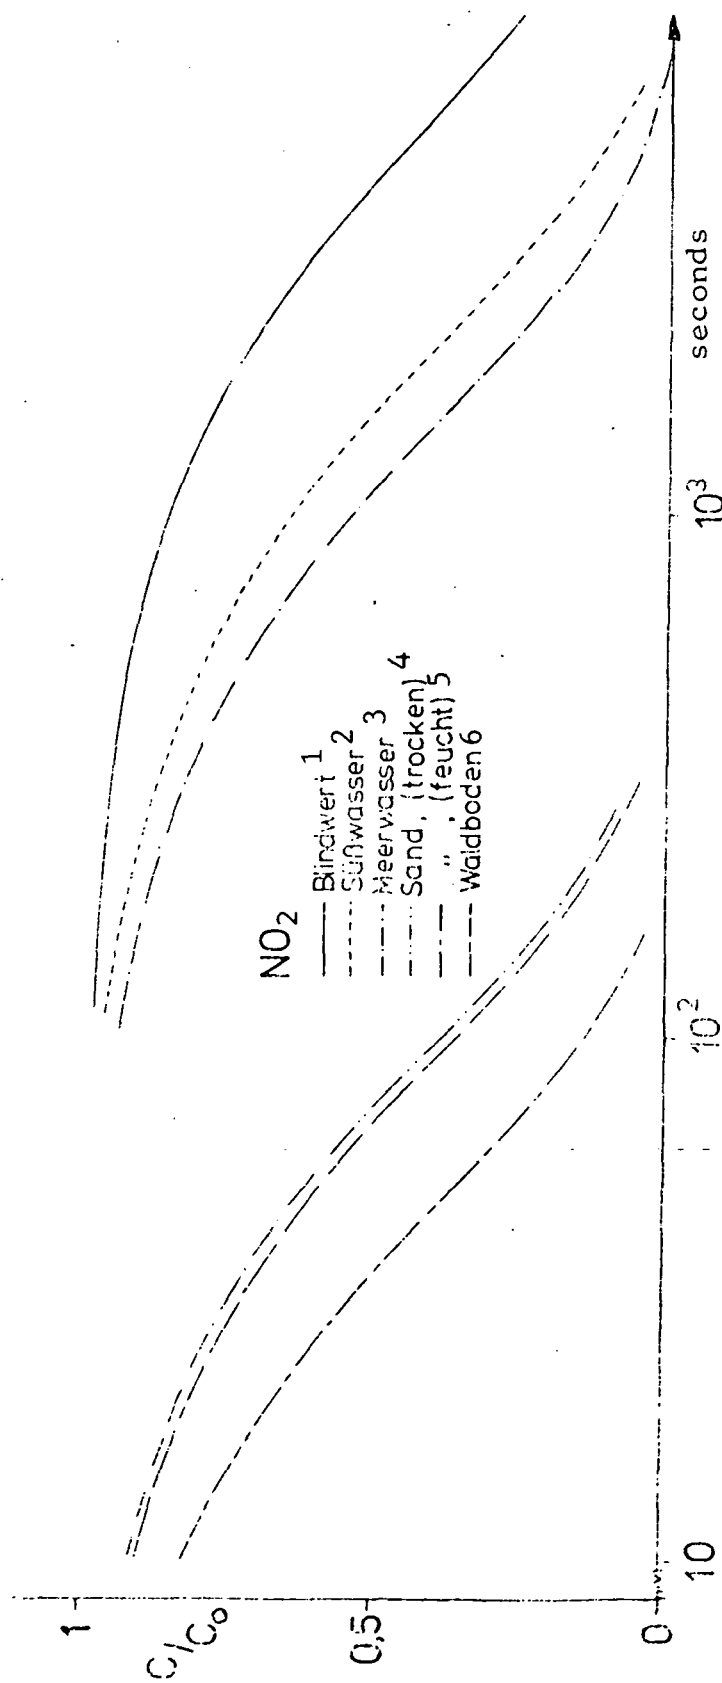 C/C₀
1
0,5
0
10
10²
10³
seconds
NO₂
Blindwert 1
Süßwasser 2
Meerwasser 3
Sand, (trocken) 4
" , (feucht) 5
Waldboden 6